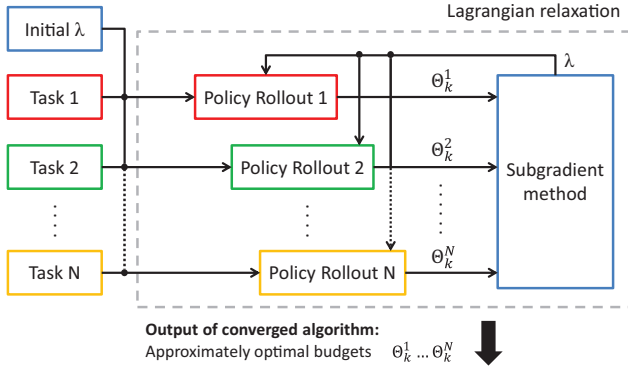 Lagrangian relaxation
Initial λ
λ
Task 1
Policy Rollout 1
Θ_k^1
Task 2
Policy Rollout 2
Θ_k^2
Subgradient
method
Task N
Policy Rollout N
Θ_k^N
Output of converged algorithm:
Approximately optimal budgets Θ_k^1 ... Θ_k^N